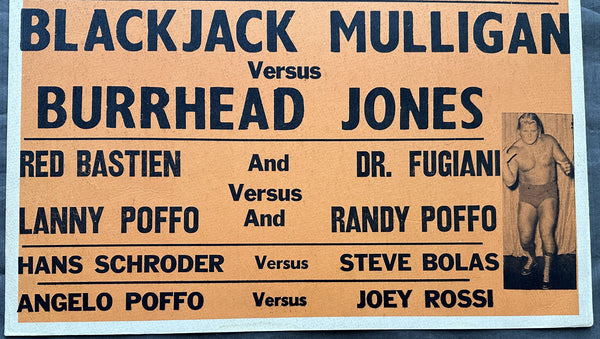 BLACKJACK MULLIGAN
Versus
BURRHEAD JONES
RED BASTIEN And DR. FUGIANI
Versus
LANNY POFFO And RANDY POFFO
HANS SCHRODER Versus STEVE BOLAS
ANGELO POFFO Versus JOEY ROSSI